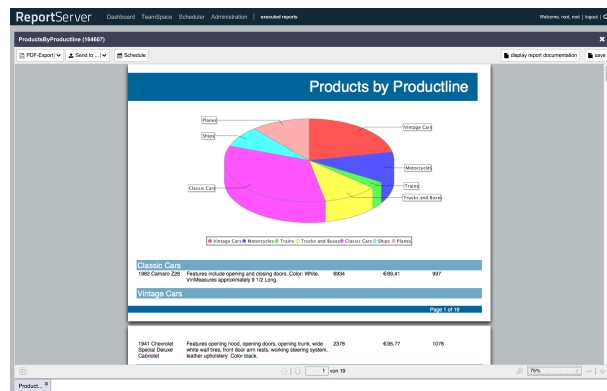 ReportServer Dashboard TeamSpace Scheduler Administration executed reports Welcome, root, root | logout |
ProductsByProductline (164607)
PDF-Export Send to ... Schedule display report documentation save
Products by Productline
Planes
Vintage Cars
Ships
Motorcycles
Trains
Classic Cars
Trucks and Buses
Vintage Cars Motorcycles Trains Trucks and Buses Classic Cars Ships Planes
Classic Cars
1982 Camaro Z28 Features include opening and closing doors. Color: White. 6934 €89,41 997
\n\nMeasures approximately 9 1/2 Long.
Vintage Cars
Page 1 of 19
1941 Chevrolet Features opening hood, opening doors, opening trunk, wide 2378 €95,77 1076
Special Deluxe white wall tires, front door arm rests, working steering system,
Cabriolet leather upholstery. Color black.
1 von 19 75%
Product...